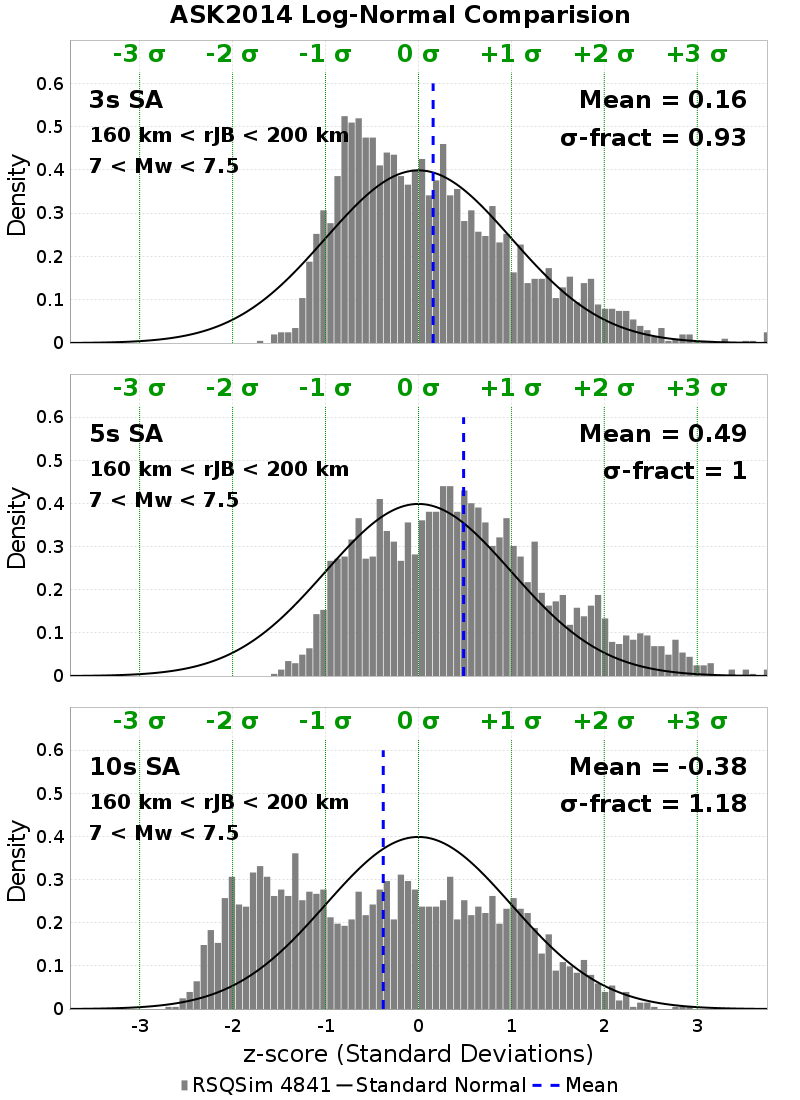 ASK2014 Log-Normal Comparision
-3 σ -2 σ -1 σ 0 σ +1 σ +2 σ +3 σ
0.6
3s SA
Mean = 0.16
0.5
160 km < rJB < 200 km
σ-fract = 0.93
0.4
7 < Mw < 7.5
Density
0.3
0.2
0.1
0
-3 σ -2 σ -1 σ 0 σ +1 σ +2 σ +3 σ
0.6
5s SA
Mean = 0.49
0.5
160 km < rJB < 200 km
σ-fract = 1
0.4
7 < Mw < 7.5
Density
0.3
0.2
0.1
0
-3 σ -2 σ -1 σ 0 σ +1 σ +2 σ +3 σ
0.6
10s SA
Mean = -0.38
0.5
160 km < rJB < 200 km
σ-fract = 1.18
0.4
7 < Mw < 7.5
Density
0.3
0.2
0.1
0
-3 -2 -1 0 1 2 3
z-score (Standard Deviations)
RSQSim 4841 Standard Normal Mean